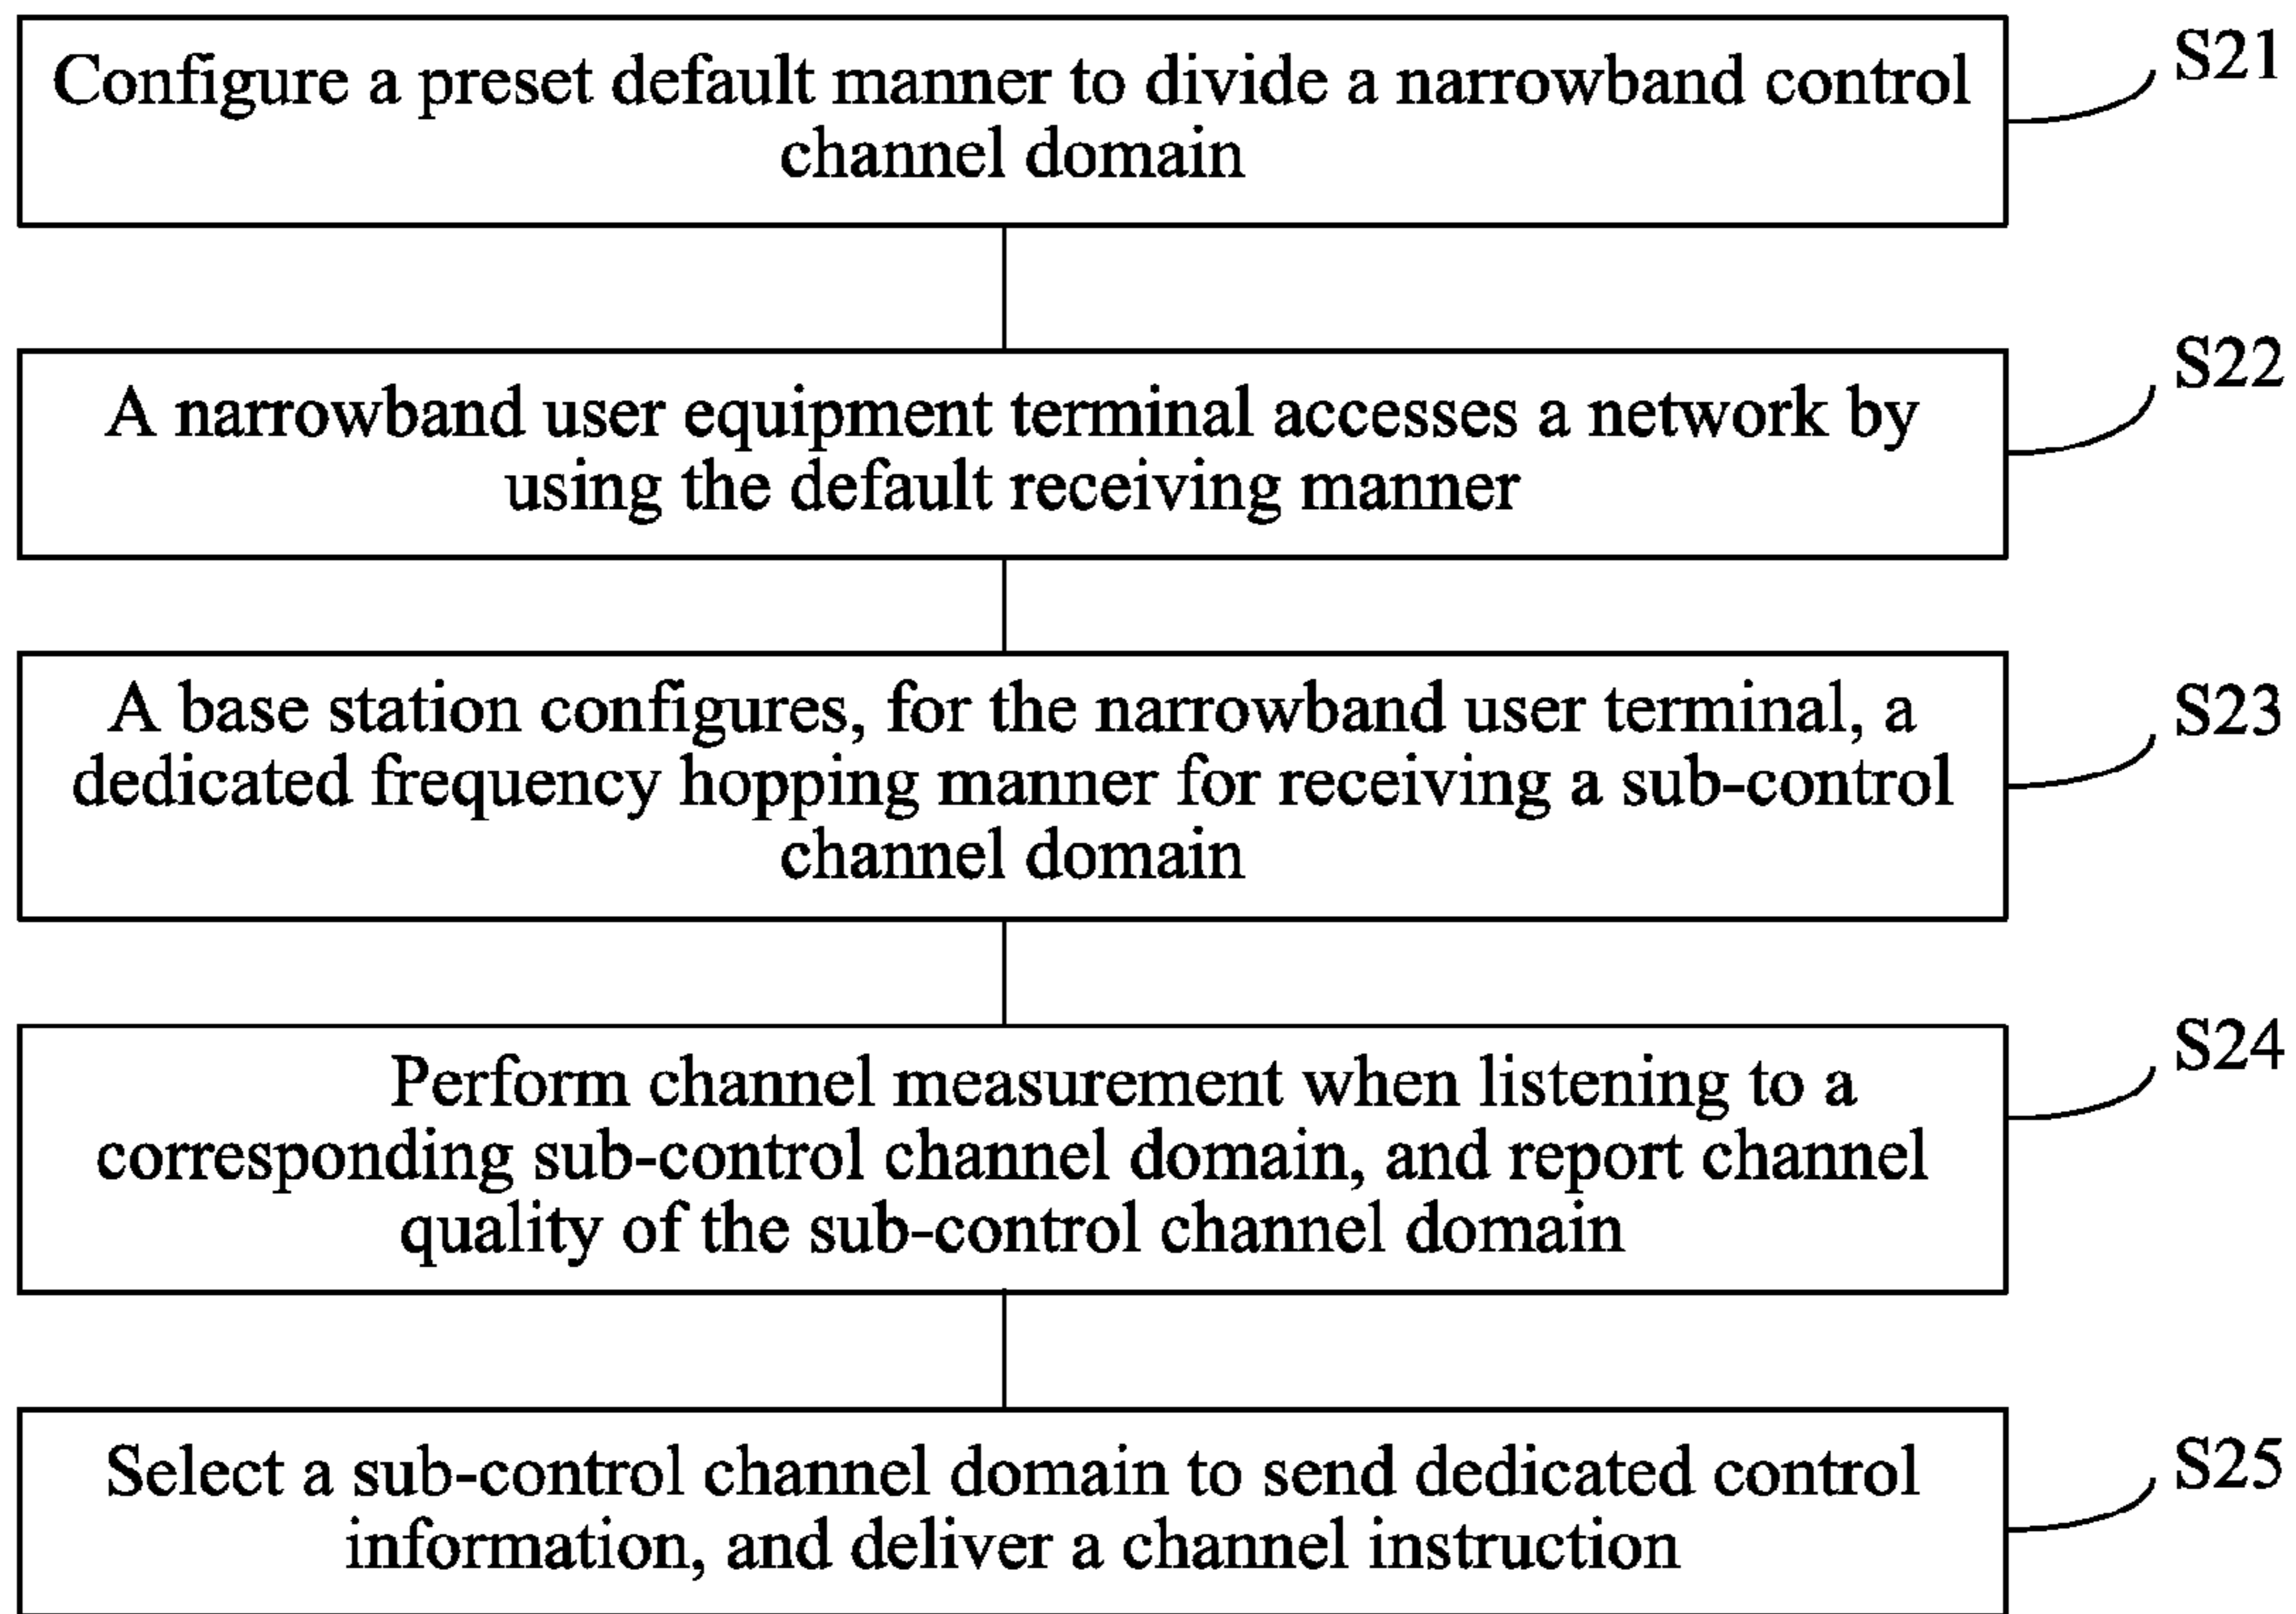 Configure a preset default manner to divide a narrowband control
channel domain
S21
A narrowband user equipment terminal accesses a network by
using the default receiving manner
S22
A base station configures, for the narrowband user terminal, a
dedicated frequency hopping manner for receiving a sub-control
channel domain
S23
Perform channel measurement when listening to a
corresponding sub-control channel domain, and report channel
quality of the sub-control channel domain
S24
Select a sub-control channel domain to send dedicated control
information, and deliver a channel instruction
S25